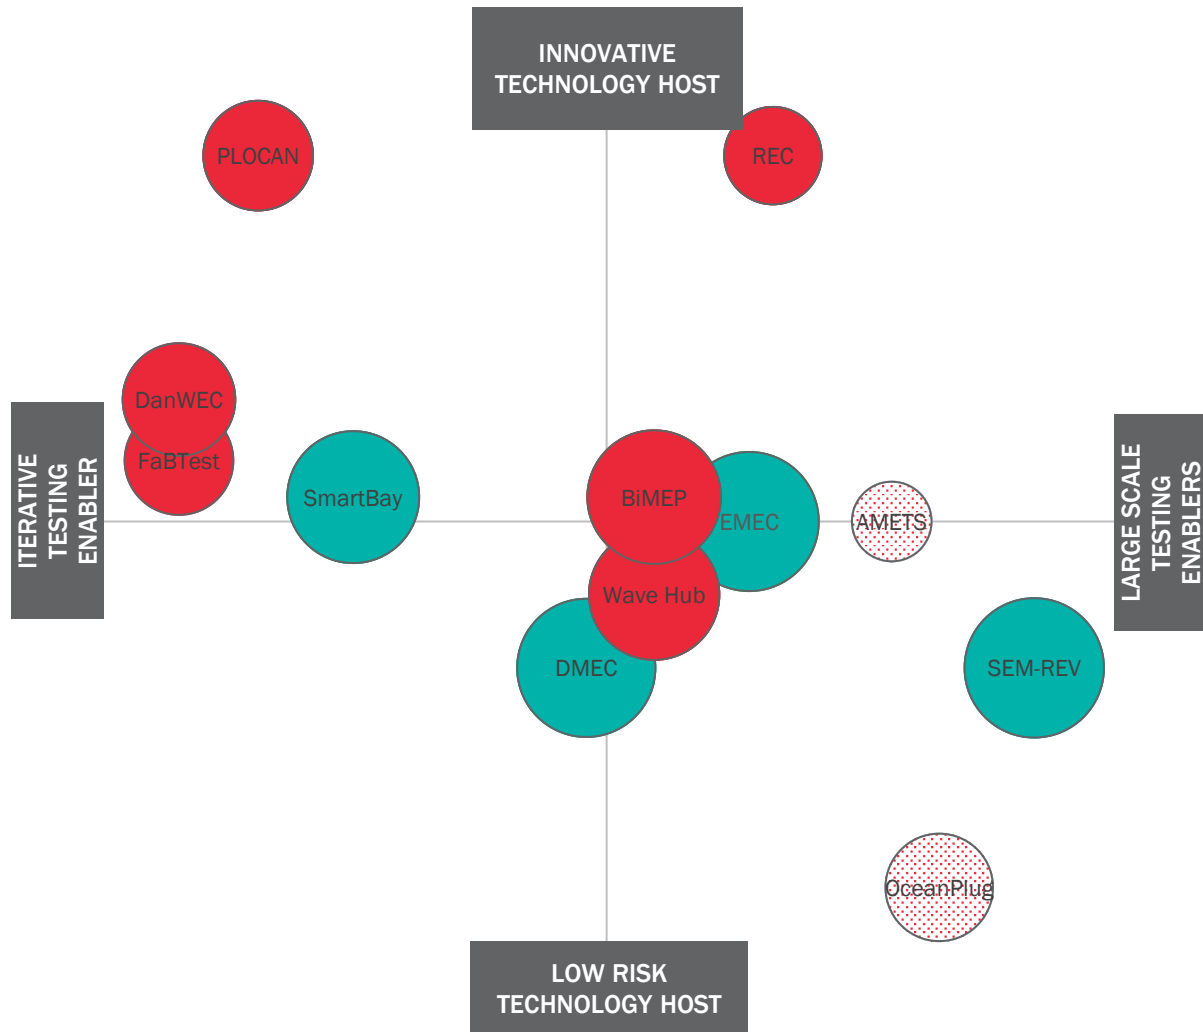 INNOVATIVE
TECHNOLOGY HOST
PLOCAN
REC
DanWEC
FaBTest
SmartBay
BiMEP
EMEC
AMETS
ITERATIVE
TESTING
ENABLER
LARGE SCALE
TESTING
ENABLERS
Wave Hub
DMEC
SEM-REV
OceanPlug
LOW RISK
TECHNOLOGY HOST